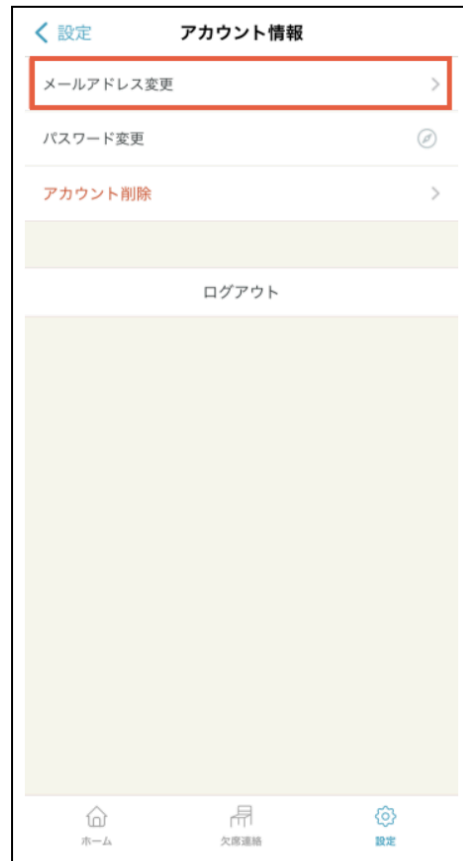 設定 アカウント情報
メールアドレス変更
パスワード変更
アカウント削除
ログアウト
ホーム 欠席連絡 設定